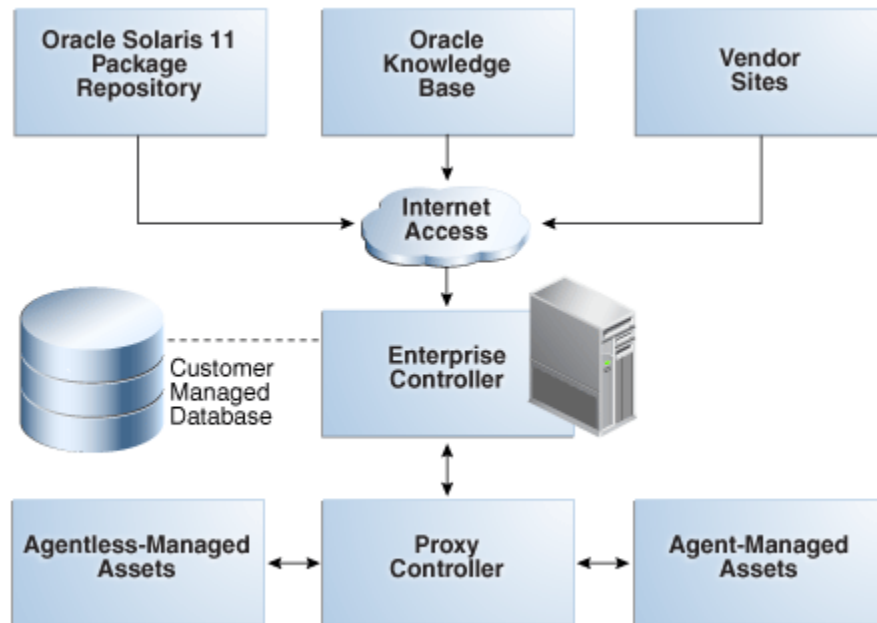 Oracle Solaris 11
Package
Repository
Oracle
Knowledge
Base
Vendor
Sites
Internet
Access
Customer
Managed
Database
Enterprise
Controller
Agentless-Managed
Assets
Proxy
Controller
Agent-Managed
Assets